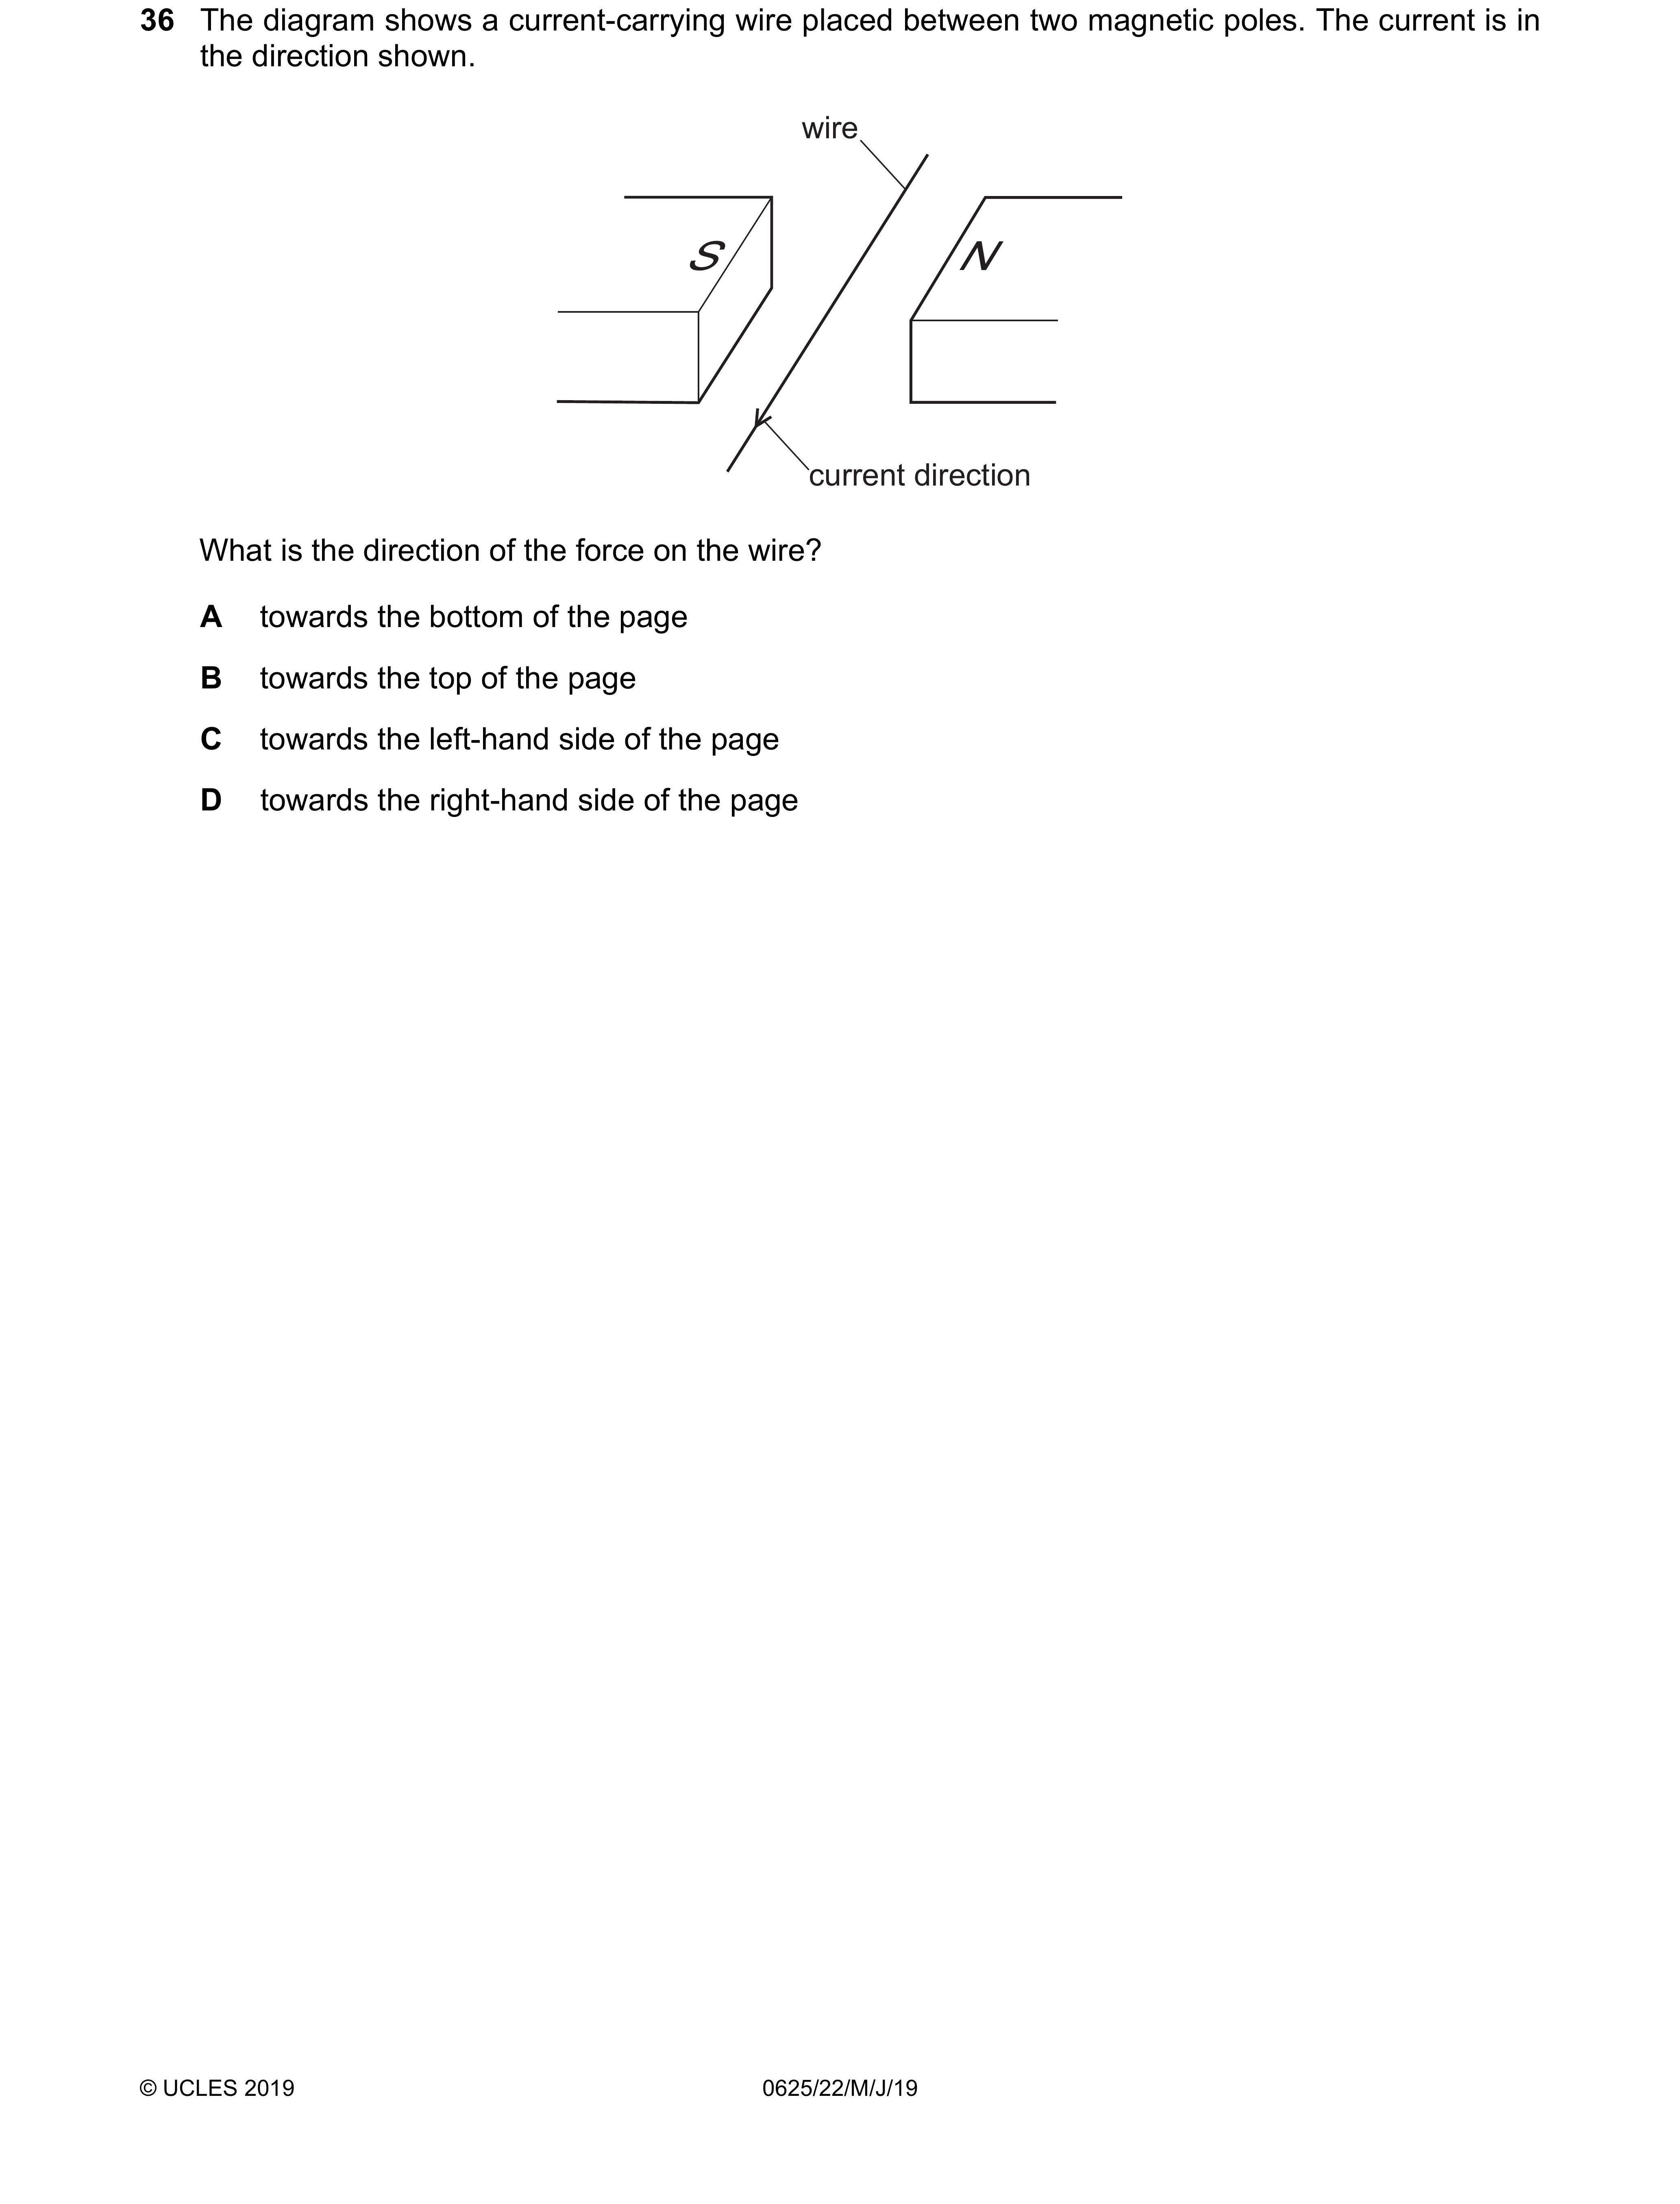 36 The diagram shows a current-carrying wire placed between two magnetic poles. The current is in
the direction shown.
wire
S
N
current direction
What is the direction of the force on the wire?
A towards the bottom of the page
B towards the top of the page
C towards the left-hand side of the page
D towards the right-hand side of the page
© UCLES 2019
0625/22/M/J/19